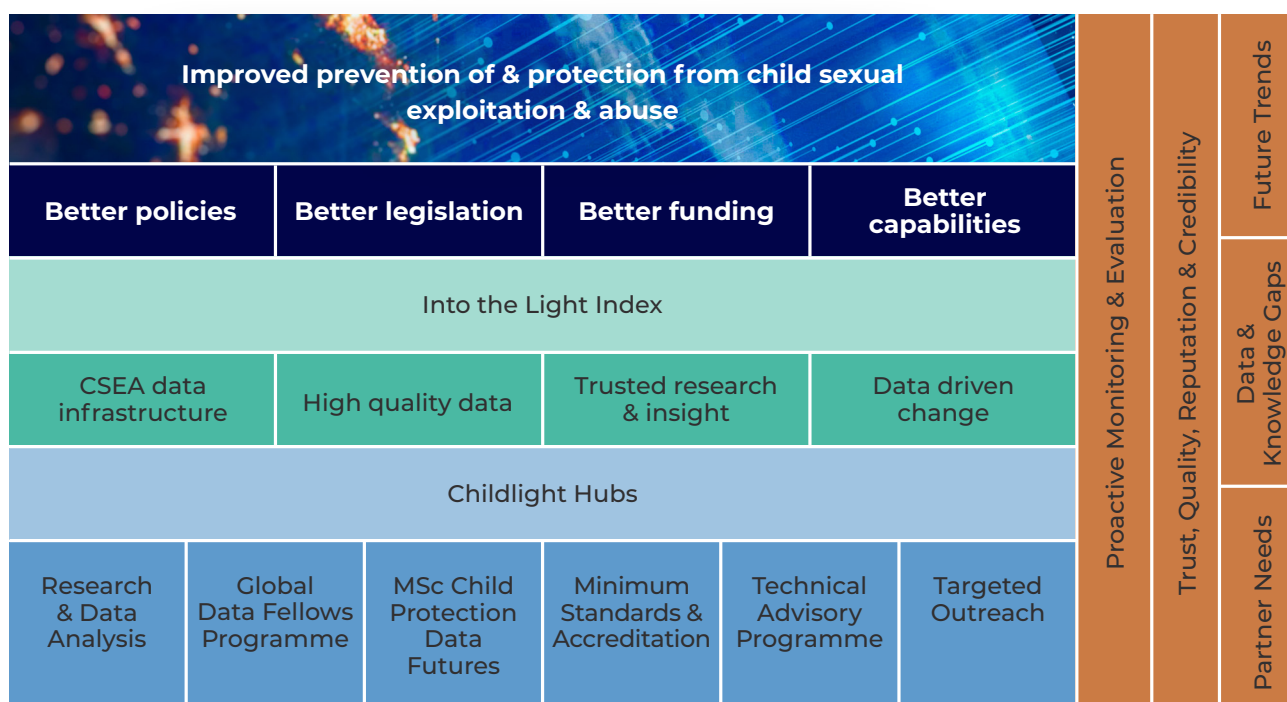 Improved prevention of & protection from child sexual
exploitation & abuse
Better policies
Better legislation
Better funding
Better
capabilities
Into the Light Index
CSEA data
infrastructure
High quality data
Trusted research
& insight
Data driven
change
Childlight Hubs
Research
& Data
Analysis
Global
Data Fellows
Programme
MSc Child
Protection
Data
Futures
Minimum
Standards &
Accreditation
Technical
Advisory
Programme
Targeted
Outreach
Proactive Monitoring & Evaluation
Trust, Quality, Reputation & Credibility
Future Trends
Data &
Knowledge Gaps
Partner Needs